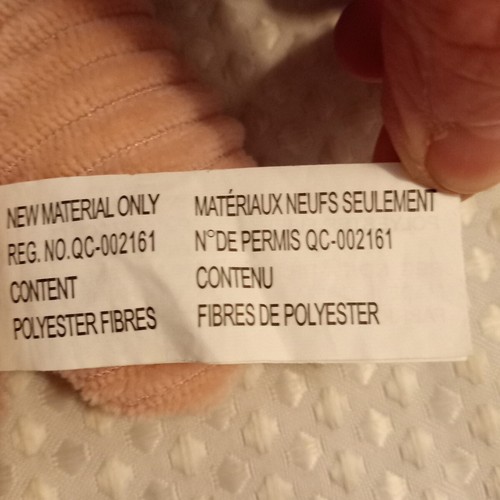 NEW MATERIAL ONLY
REG. NO.QC-002161
CONTENT
POLYESTER FIBRES
MATÉRIAUX NEUFS SEULEMENT
N°DE PERMIS QC-002161
CONTENU
FIBRES DE POLYESTER